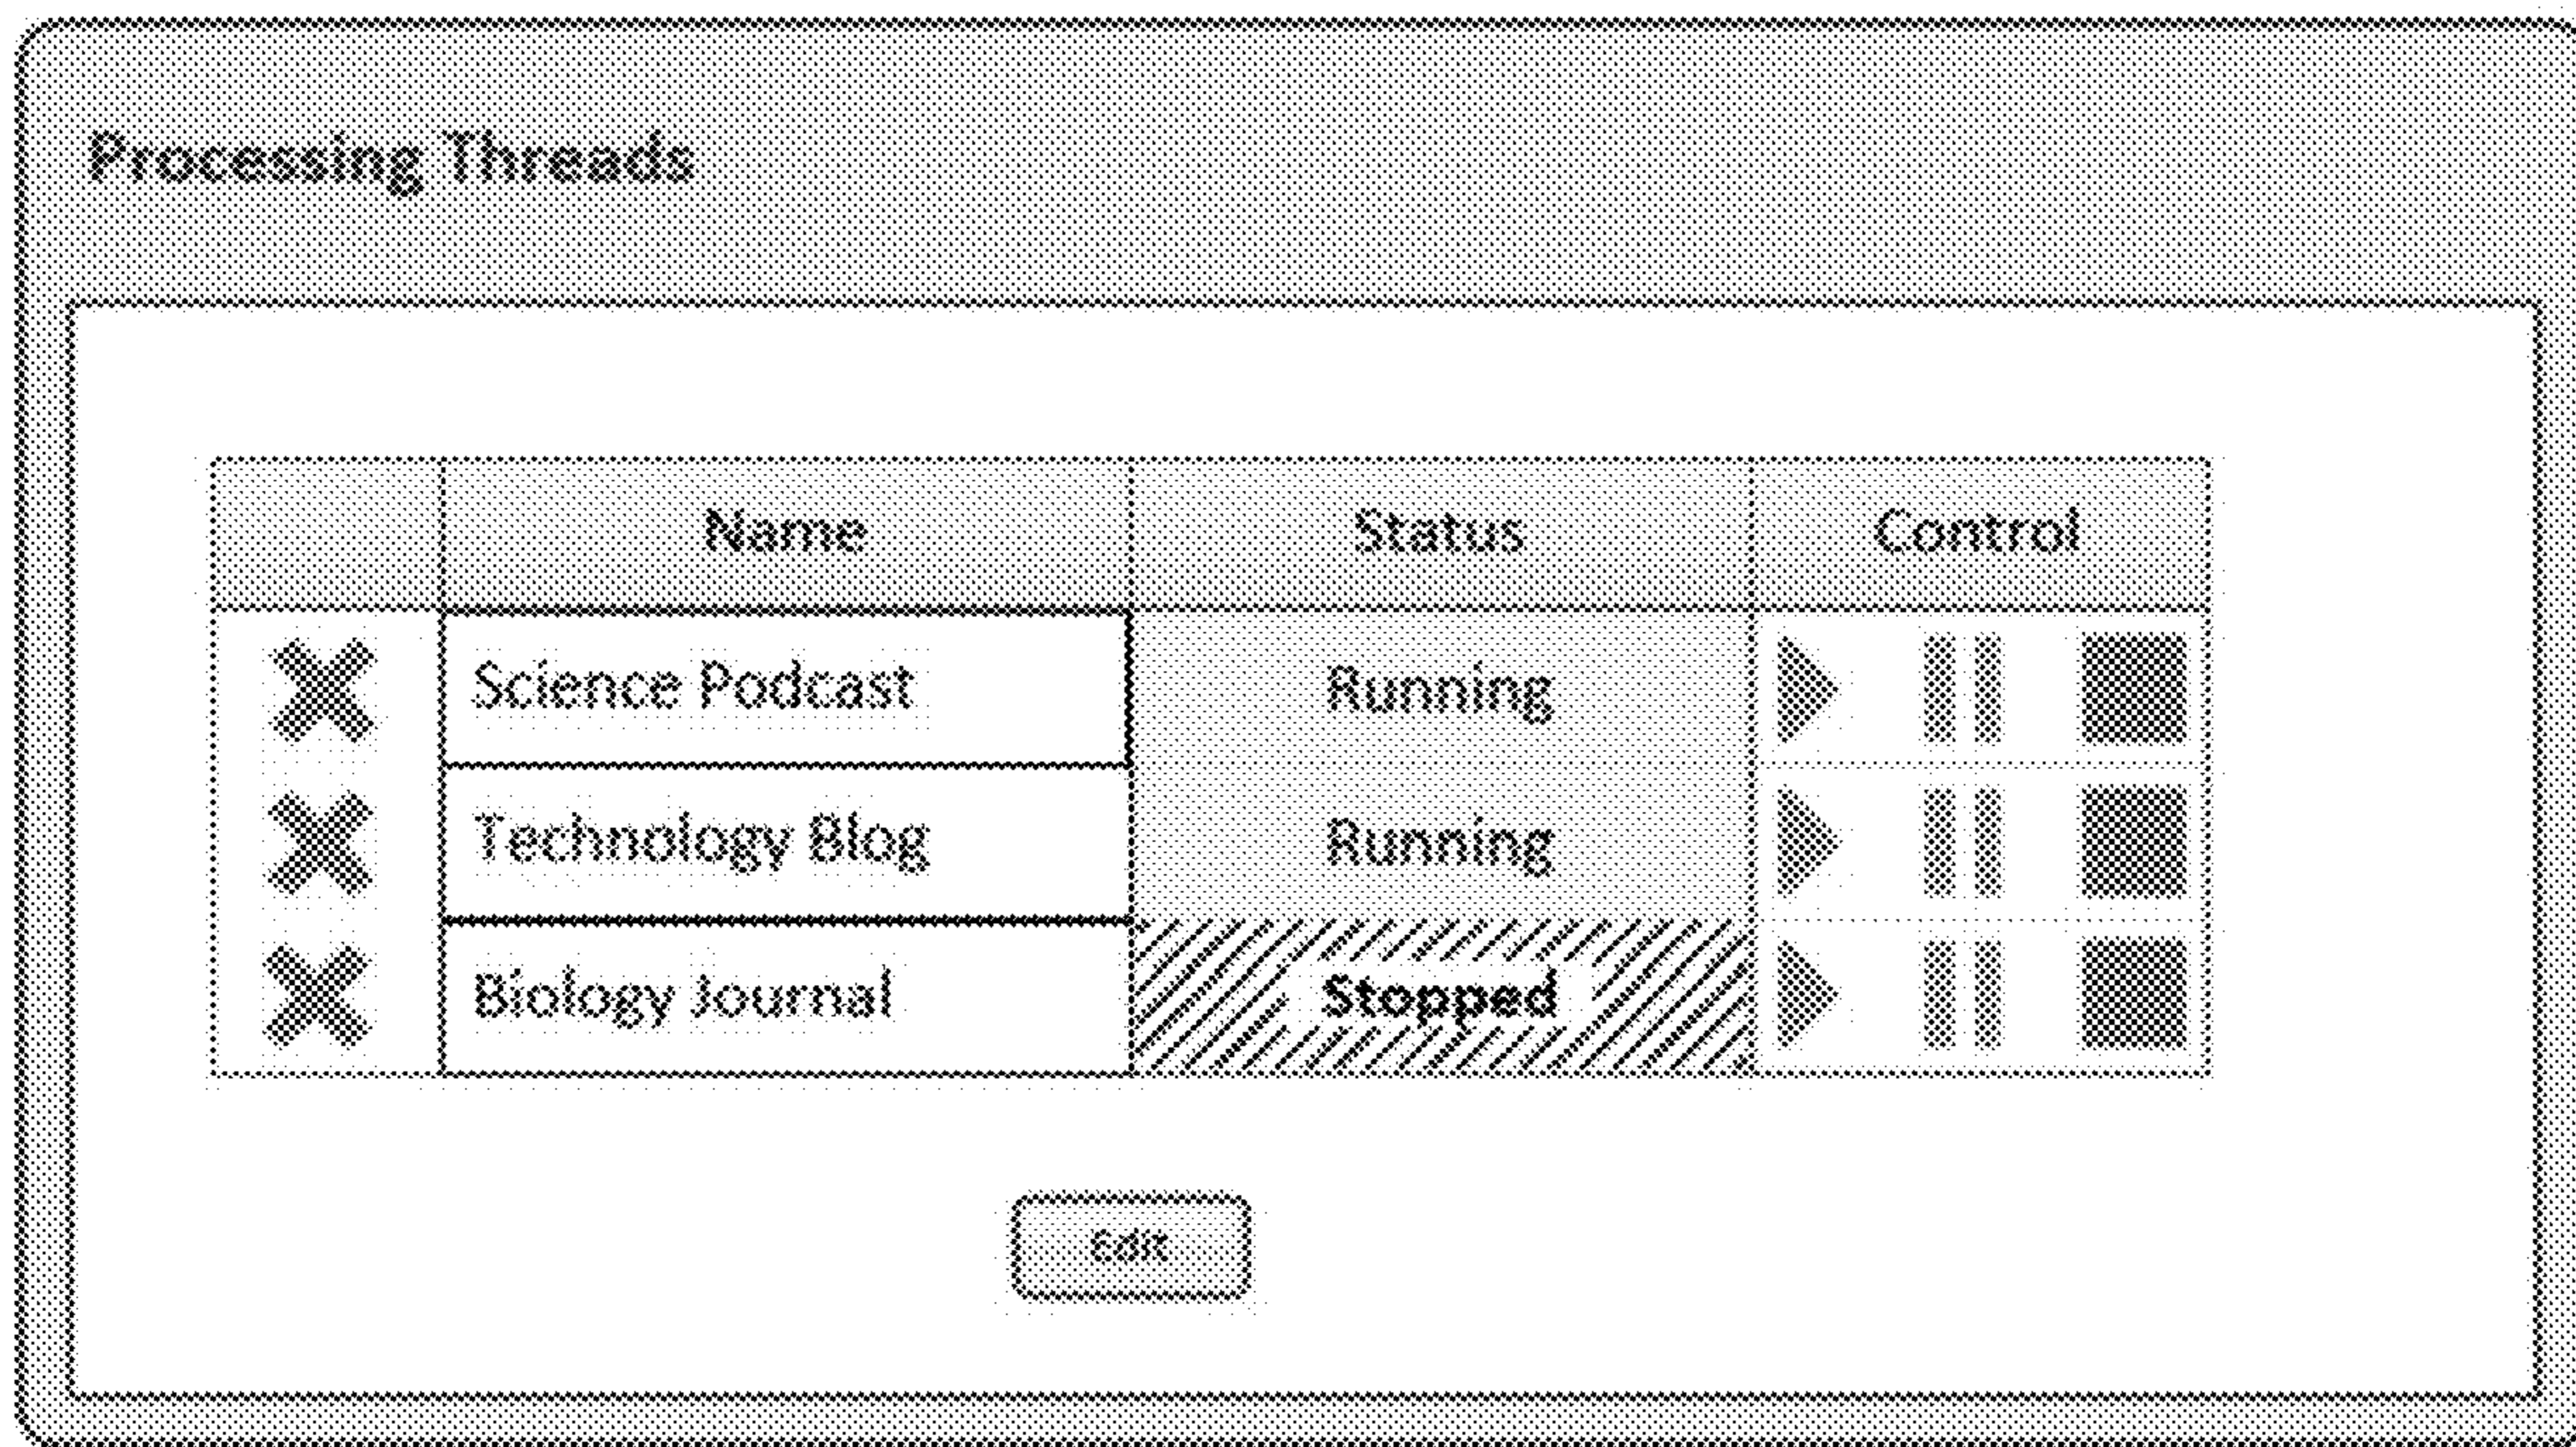 Processing Threads
Name Status Control
Science Podcast Running
Technology Blog Running
Biology Journal Stopped
Edit